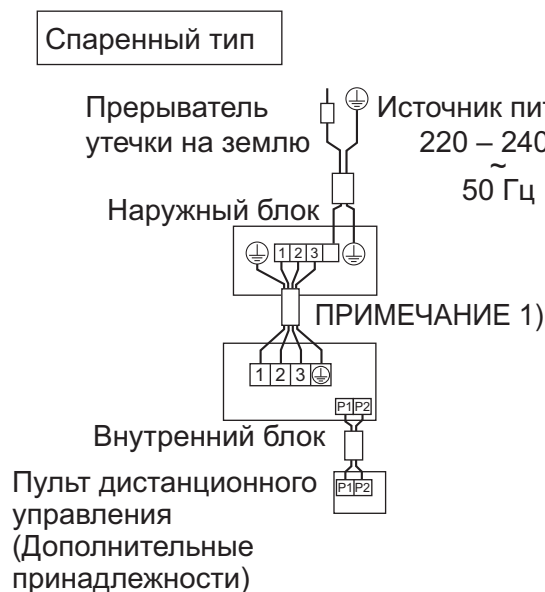 Спаренный тип
Прерыватель
утечки на землю
220 – 240
~
50 Гц
Источник
Наружный блок
1 2 3
ПРИМЕЧАНИЕ 1)
1 2 3
P1 P2
Внутренний блок
Пульт дистанционного
управления
(Дополнительные
принадлежности)
P1 P2